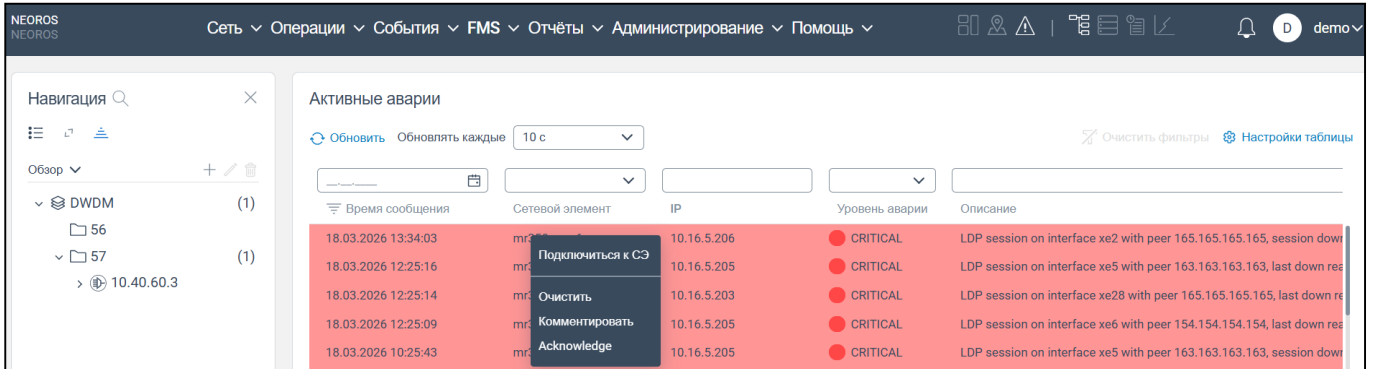 NEOROS
NEOROS
Сеть Операции События FMS Отчёты Администрирование Помощь
D demo
Навигация
Обзор
DWDM (1)
56
57 (1)
10.40.60.3
Активные аварии
Обновить Обновлять каждые 10 с
Очистить фильтры Настройки таблицы
__.__.____
Время сообщения Сетевой элемент IP Уровень аварии Описание
18.03.2026 13:34:03 10.16.5.206 CRITICAL LDP session on interface xe2 with peer 165.165.165.165, session down
18.03.2026 12:25:16 10.16.5.205 CRITICAL LDP session on interface xe5 with peer 163.163.163.163, last down rea
18.03.2026 12:25:14 10.16.5.203 CRITICAL LDP session on interface xe28 with peer 165.165.165.165, last down re
18.03.2026 12:25:09 10.16.5.205 CRITICAL LDP session on interface xe6 with peer 154.154.154.154, last down rea
18.03.2026 10:25:43 10.16.5.205 CRITICAL LDP session on interface xe5 with peer 163.163.163.163, session down
Подключиться к СЭ
Очистить
Комментировать
Acknowledge